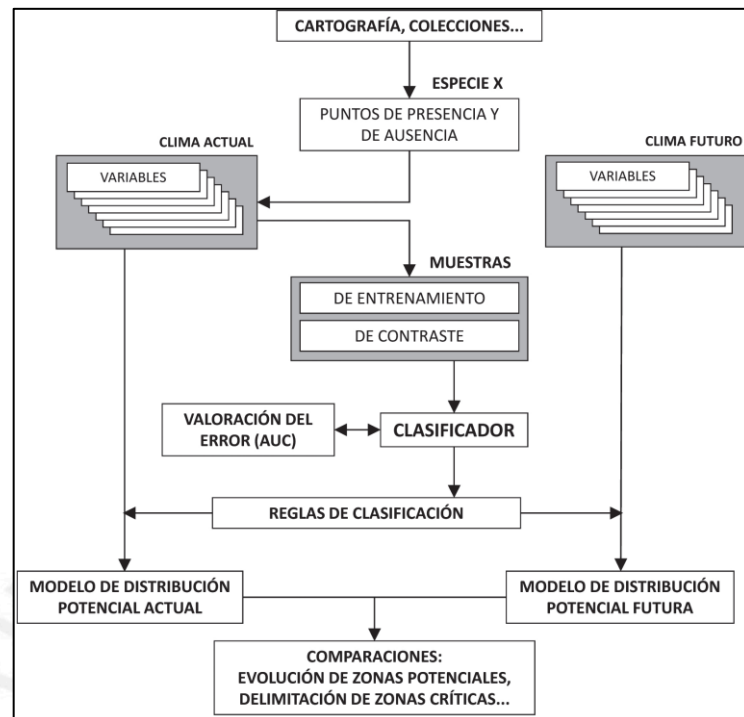 CARTOGRAFÍA, COLECCIONES...
ESPECIE X
PUNTOS DE PRESENCIA Y
DE AUSENCIA
CLIMA ACTUAL
VARIABLES
CLIMA FUTURO
VARIABLES
MUESTRAS
DE ENTRENAMIENTO
DE CONTRASTE
VALORACIÓN DEL
ERROR (AUC)
CLASIFICADOR
REGLAS DE CLASIFICACIÓN
MODELO DE DISTRIBUCIÓN
POTENCIAL ACTUAL
MODELO DE DISTRIBUCIÓN
POTENCIAL FUTURA
COMPARACIONES:
EVOLUCIÓN DE ZONAS POTENCIALES,
DELIMITACIÓN DE ZONAS CRÍTICAS...